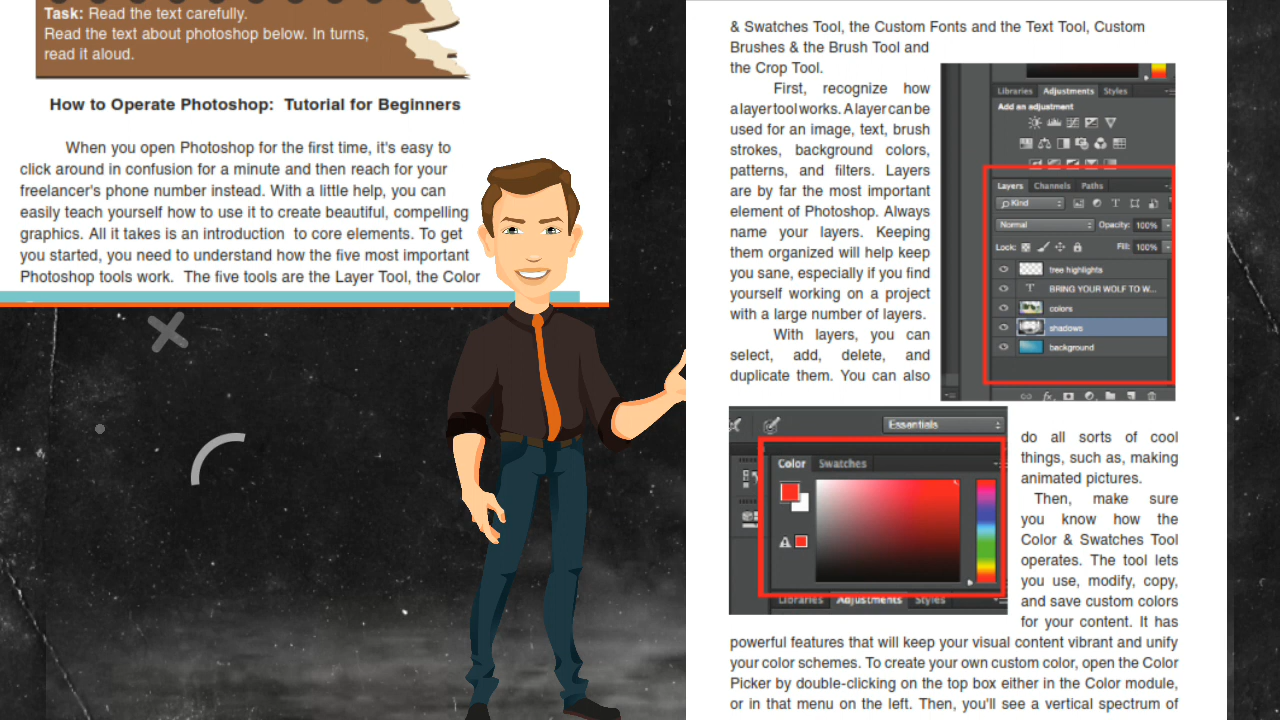 Task: Read the text carefully.
Read the text about photoshop below. In turns,
read it aloud.
How to Operate Photoshop: Tutorial for Beginners
When you open Photoshop for the first time, it's easy to
click around in confusion for a minute and then reach for your
freelancer's phone number instead. With a little help, you can
easily teach yourself how to use it to create beautiful, compelling
graphics. All it takes is an introduction to core elements. To get
you started, you need to understand how the five most important
Photoshop tools work. The five tools are the Layer Tool, the Color
& Swatches Tool, the Custom Fonts and the Text Tool, Custom
Brushes & the Brush Tool and
the Crop Tool.
First, recognize how
a layer tool works. A layer can be
used for an image, text, brush
strokes, background colors,
patterns, and filters. Layers
are by far the most important
element of Photoshop. Always
name your layers. Keeping
them organized will help keep
you sane, especially if you find
yourself working on a project
with a large number of layers.
With layers, you can
select, add, delete, and
duplicate them. You can also
Libraries Adjustments Styles
Add an adjustment
Layers Channels Paths
Kind
Normal Opacity: 100%
Lock: Fill: 100%
tree highlights
T BRING YOUR WOLF TO W...
colors
shadows
background
fx
Essentials
Color Swatches
Libraries Adjustments Styles
do all sorts of cool
things, such as, making
animated pictures.
Then, make sure
you know how the
Color & Swatches Tool
operates. The tool lets
you use, modify, copy,
and save custom colors
for your content. It has
powerful features that will keep your visual content vibrant and unify
your color schemes. To create your own custom color, open the Color
Picker by double-clicking on the top box either in the Color module,
or in that menu on the left. Then, you'll see a vertical spectrum of